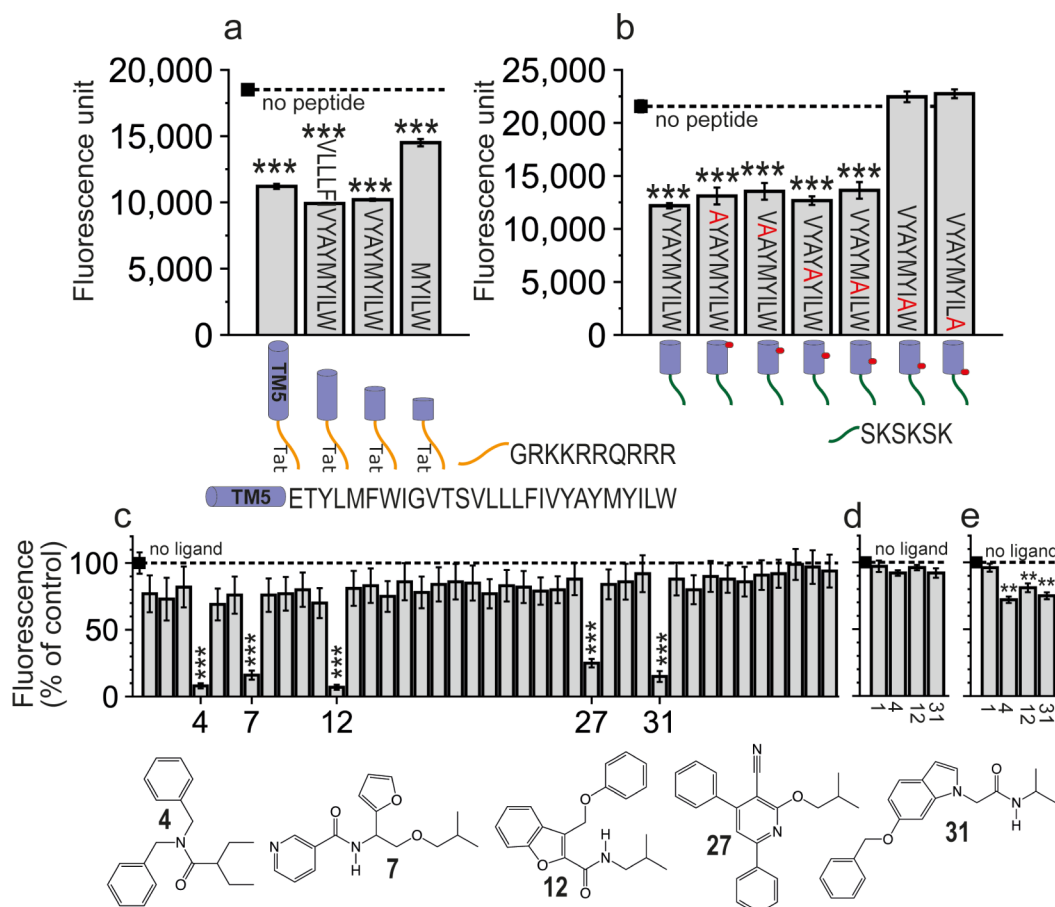 a
Fluorescence unit
20,000
15,000
10,000
5,000
0
no peptide
***
***
***
***
VLLLF
VYAYMYILW
VYAYMYILW
MYILW
TM5
Tat
Tat
Tat
Tat
GRKKRRQRRR
TM5 ETYLMFWIGVTSVLLLFIVYAYMYILW
b
Fluorescence unit
25,000
20,000
15,000
10,000
5,000
0
no peptide
***
***
***
***
***
VYAYMYILW
AYAYMYILW
VAAYMYILW
VYAYAYILW
VYAYMAILW
VYAYMYIAW
VYAYMYILA
SKSKSK
c
Fluorescence
(% of control)
100
50
0
no ligand
***
***
***
***
***
4
7
12
27
31
d
no ligand
1
4
12
31
e
no ligand
**
**
**
1
4
12
31
4
N
O
7
N
O
N
H
O
O
12
O
O
N
H
O
27
N
O
N
31
N
O
N
H
O